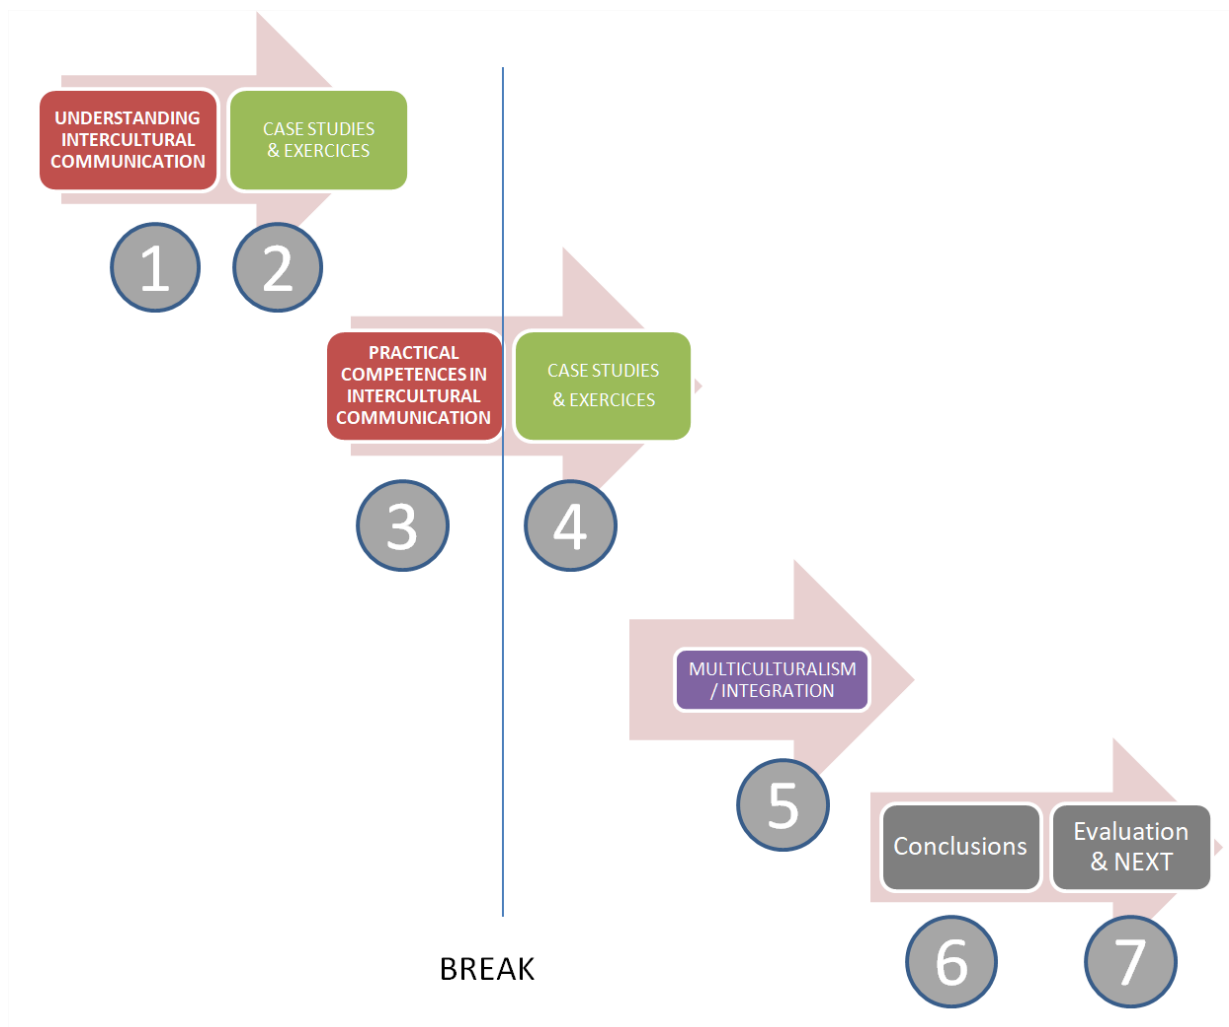 UNDERSTANDING
INTERCULTURAL
COMMUNICATION
CASE STUDIES
& EXERCICES
1
2
PRACTICAL
COMPETENCES IN
INTERCULTURAL
COMMUNICATION
CASE STUDIES
& EXERCICES
3
4
MULTICULTURALISM
/ INTEGRATION
5
Conclusions
Evaluation
& NEXT
6
7
BREAK